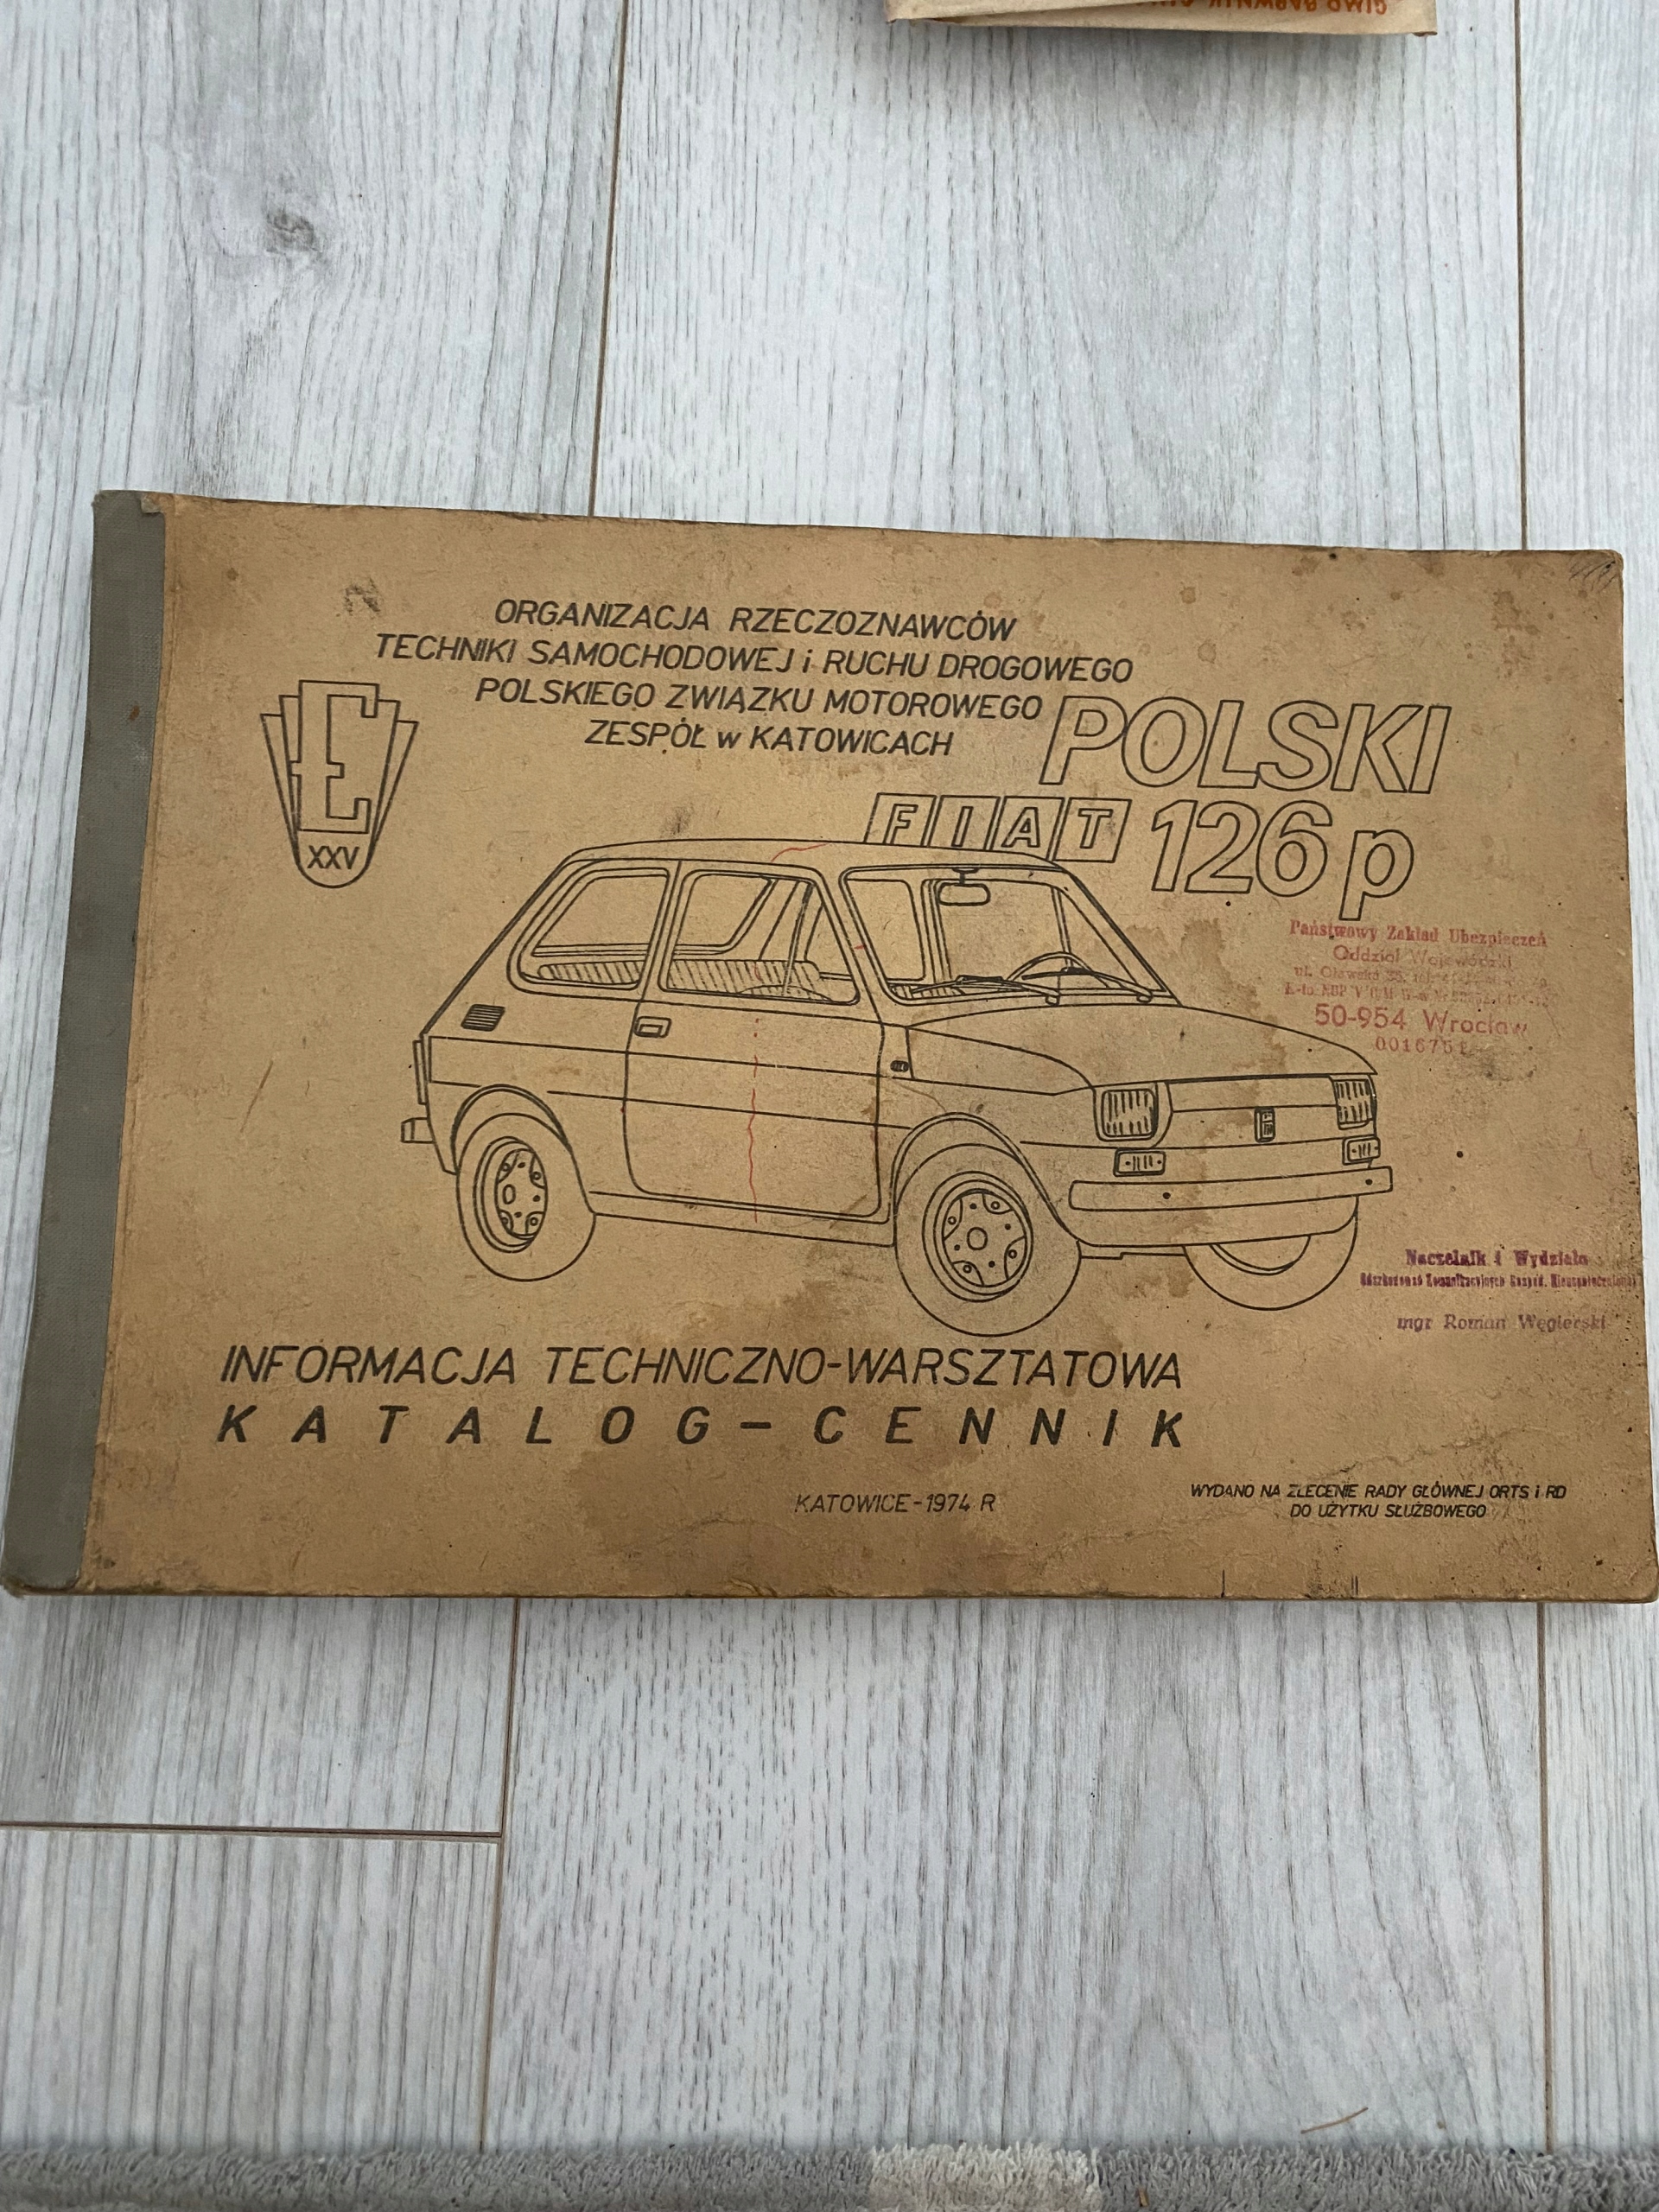 ORGANIZACJA RZECZOZNAWCÓW
TECHNIKI SAMOCHODOWEJ i RUCHU DROGOWEGO
POLSKIEGO ZWIĄZKU MOTOROWEGO
ZESPÓŁ w KATOWICACH
E
XXV
POLSKI
FIAT 126p
Państwowy Zakład Ubezpieczeń
Oddział Wojewódzki
50-954 Wrocław
Naczelnik Wydziału
mgr Roman Węgierski
INFORMACJA TECHNICZNO-WARSZTATOWA
KATALOG-CENNIK
KATOWICE-1974 R
WYDANO NA ZLECENIE RADY GŁÓWNEJ ORTS i RD
DO UŻYTKU SŁUŻBOWEGO